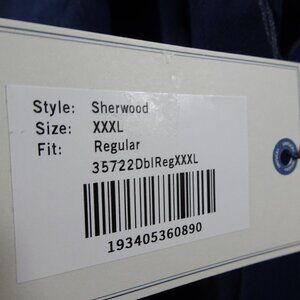 Style: Sherwood
Size: XXXL
Fit: Regular
35722DblRegXXXL
193405360890